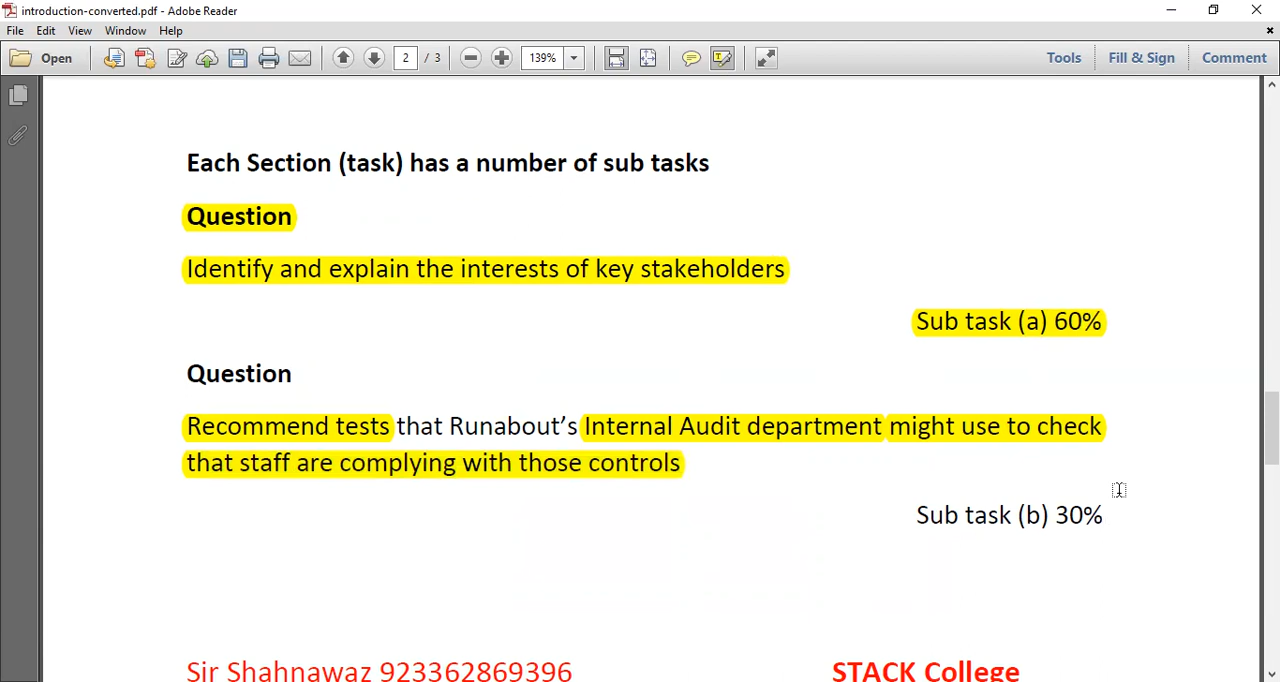 introduction-converted.pdf - Adobe Reader
File Edit View Window Help
Open 2 / 3 139% Tools Fill & Sign Comment
Each Section (task) has a number of sub tasks
Question
Identify and explain the interests of key stakeholders
Sub task (a) 60%
Question
Recommend tests that Runabout’s Internal Audit department might use to check
that staff are complying with those controls
Sub task (b) 30%
Sir Shahnawaz 923362869396 STACK College